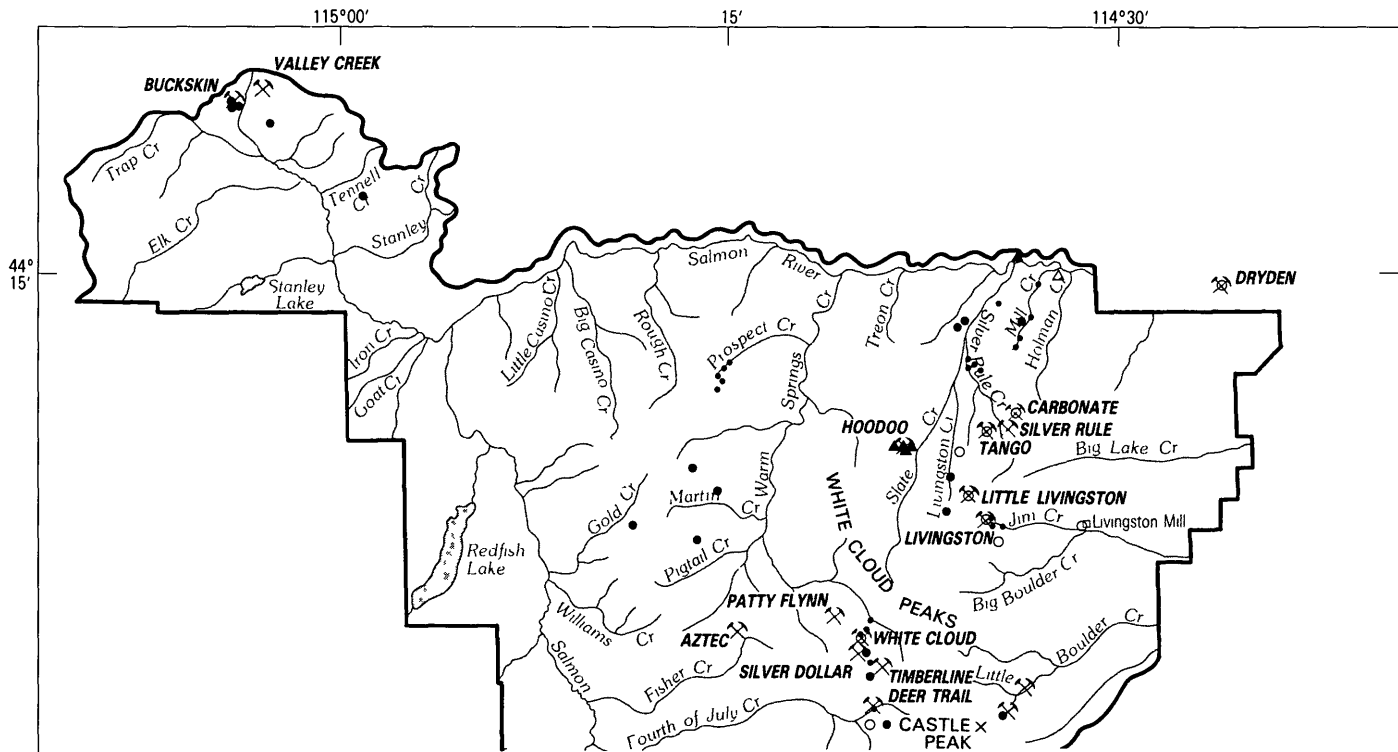 115°00'
15'
114°30'
VALLEY CREEK
BUCKSKIN
Trap Cr
Tennell
Cr
Cr
Elk Cr
Stanley
44°
15'
Stanley
Lake
Salmon
River
Cr
DRYDEN
Little Casino Cr
Big Casino Cr
Rough Cr
Prospect Cr
Treon Cr
Silver
Rule Cr
Mill Cr
Holman Cr
Iron Cr
Goat Cr
Springs
CARBONATE
HOODOO
Cr
SILVER RULE
TANGO
Big Lake Cr
Livingston Cr
Slate
Warm
WHITE CLOUD PEAKS
LITTLE LIVINGSTON
Gold Cr
Martin
Cr
Jim Cr
Livingston Mill
LIVINGSTON
Redfish
Lake
Pigtail Cr
Big Boulder Cr
PATTY FLYNN
Williams
Cr
AZTEC
WHITE CLOUD
Boulder Cr
Little
Salmon
Fisher Cr
SILVER DOLLAR
TIMBERLINE
DEER TRAIL
Fourth of July Cr
CASTLE
PEAK